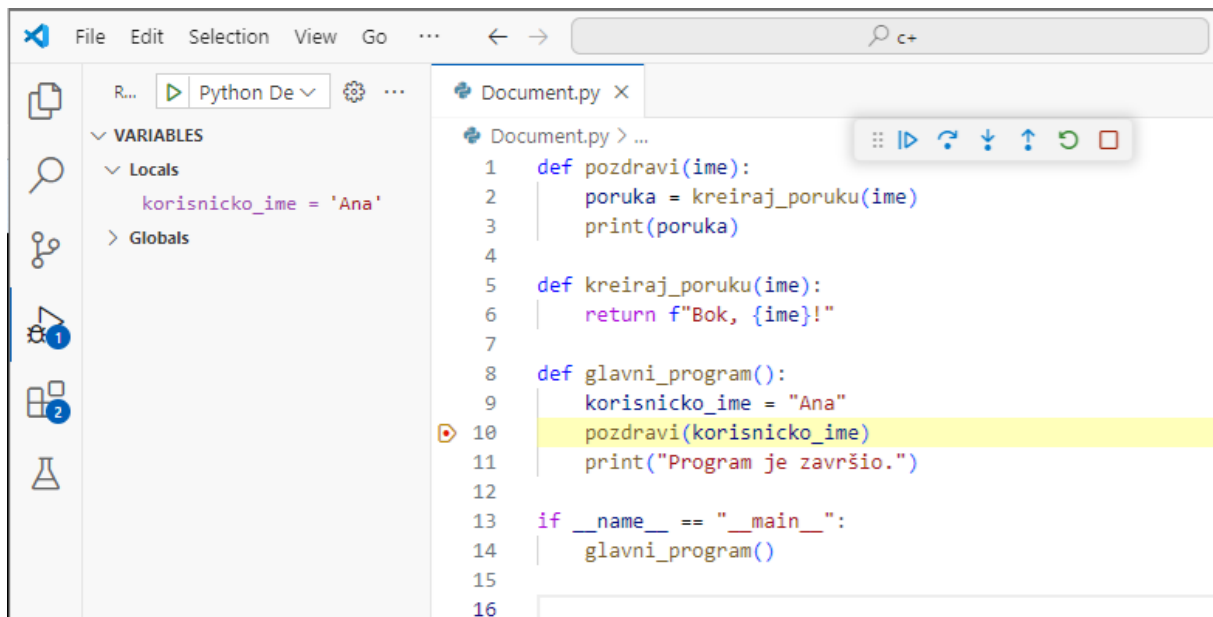 File Edit Selection View Go ··· c+
R... Python De ···
VARIABLES
Locals
korisnicko_ime = 'Ana'
Globals
1
2
Document.py
Document.py > ...
1 def pozdravi(ime):
2 poruka = kreiraj_poruku(ime)
3 print(poruka)
4
5 def kreiraj_poruku(ime):
6 return f"Bok, {ime}!"
7
8 def glavni_program():
9 korisnicko_ime = "Ana"
10 pozdravi(korisnicko_ime)
11 print("Program je završio.")
12
13 if __name__ == "__main__":
14 glavni_program()
15
16